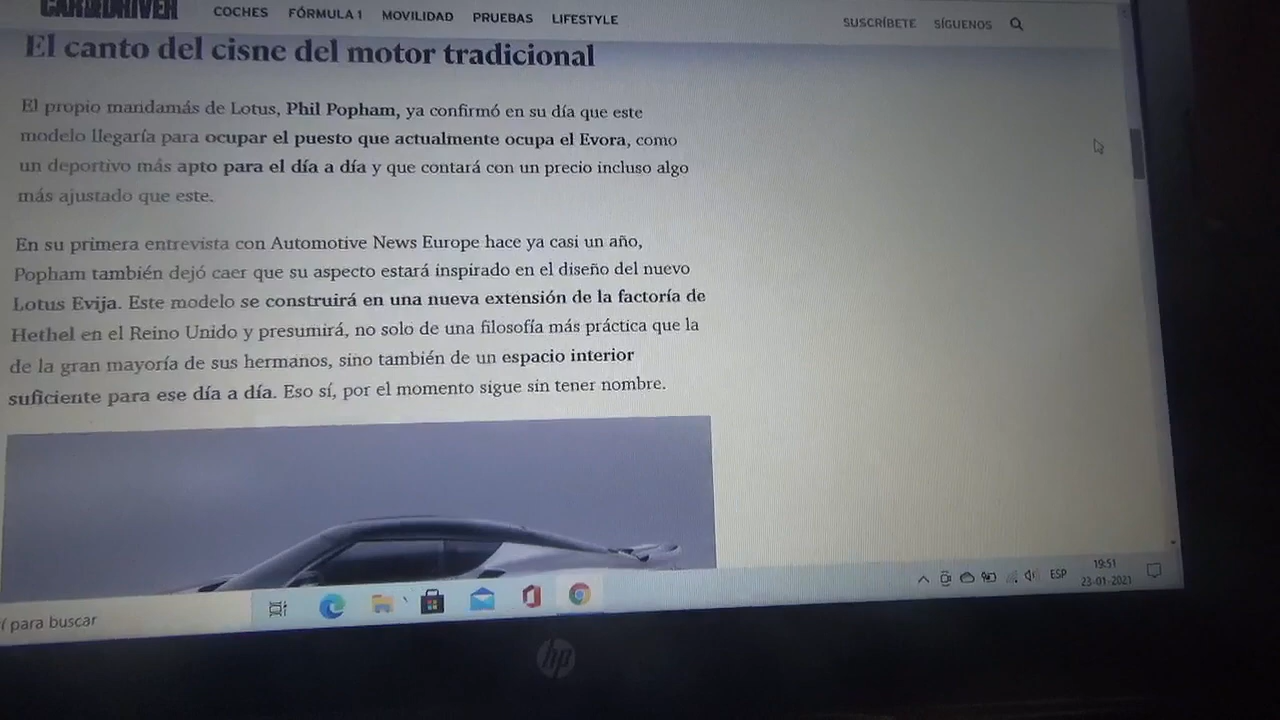 CAR&DRIVER
COCHES FÓRMULA 1 MOVILIDAD PRUEBAS LIFESTYLE
SUSCRÍBETE SÍGUENOS
El canto del cisne del motor tradicional
El propio mandamás de Lotus, Phil Popham, ya confirmó en su día que este
modelo llegaría para ocupar el puesto que actualmente ocupa el Evora, como
un deportivo más apto para el día a día y que contará con un precio incluso algo
más ajustado que este.
En su primera entrevista con Automotive News Europe hace ya casi un año,
Popham también dejó caer que su aspecto estará inspirado en el diseño del nuevo
Lotus Evija. Este modelo se construirá en una nueva extensión de la factoría de
Hethel en el Reino Unido y presumirá, no solo de una filosofía más práctica que la
de la gran mayoría de sus hermanos, sino también de un espacio interior
suficiente para ese día a día. Eso sí, por el momento sigue sin tener nombre.
para buscar
ESP
19:51
23-01-2021
hp